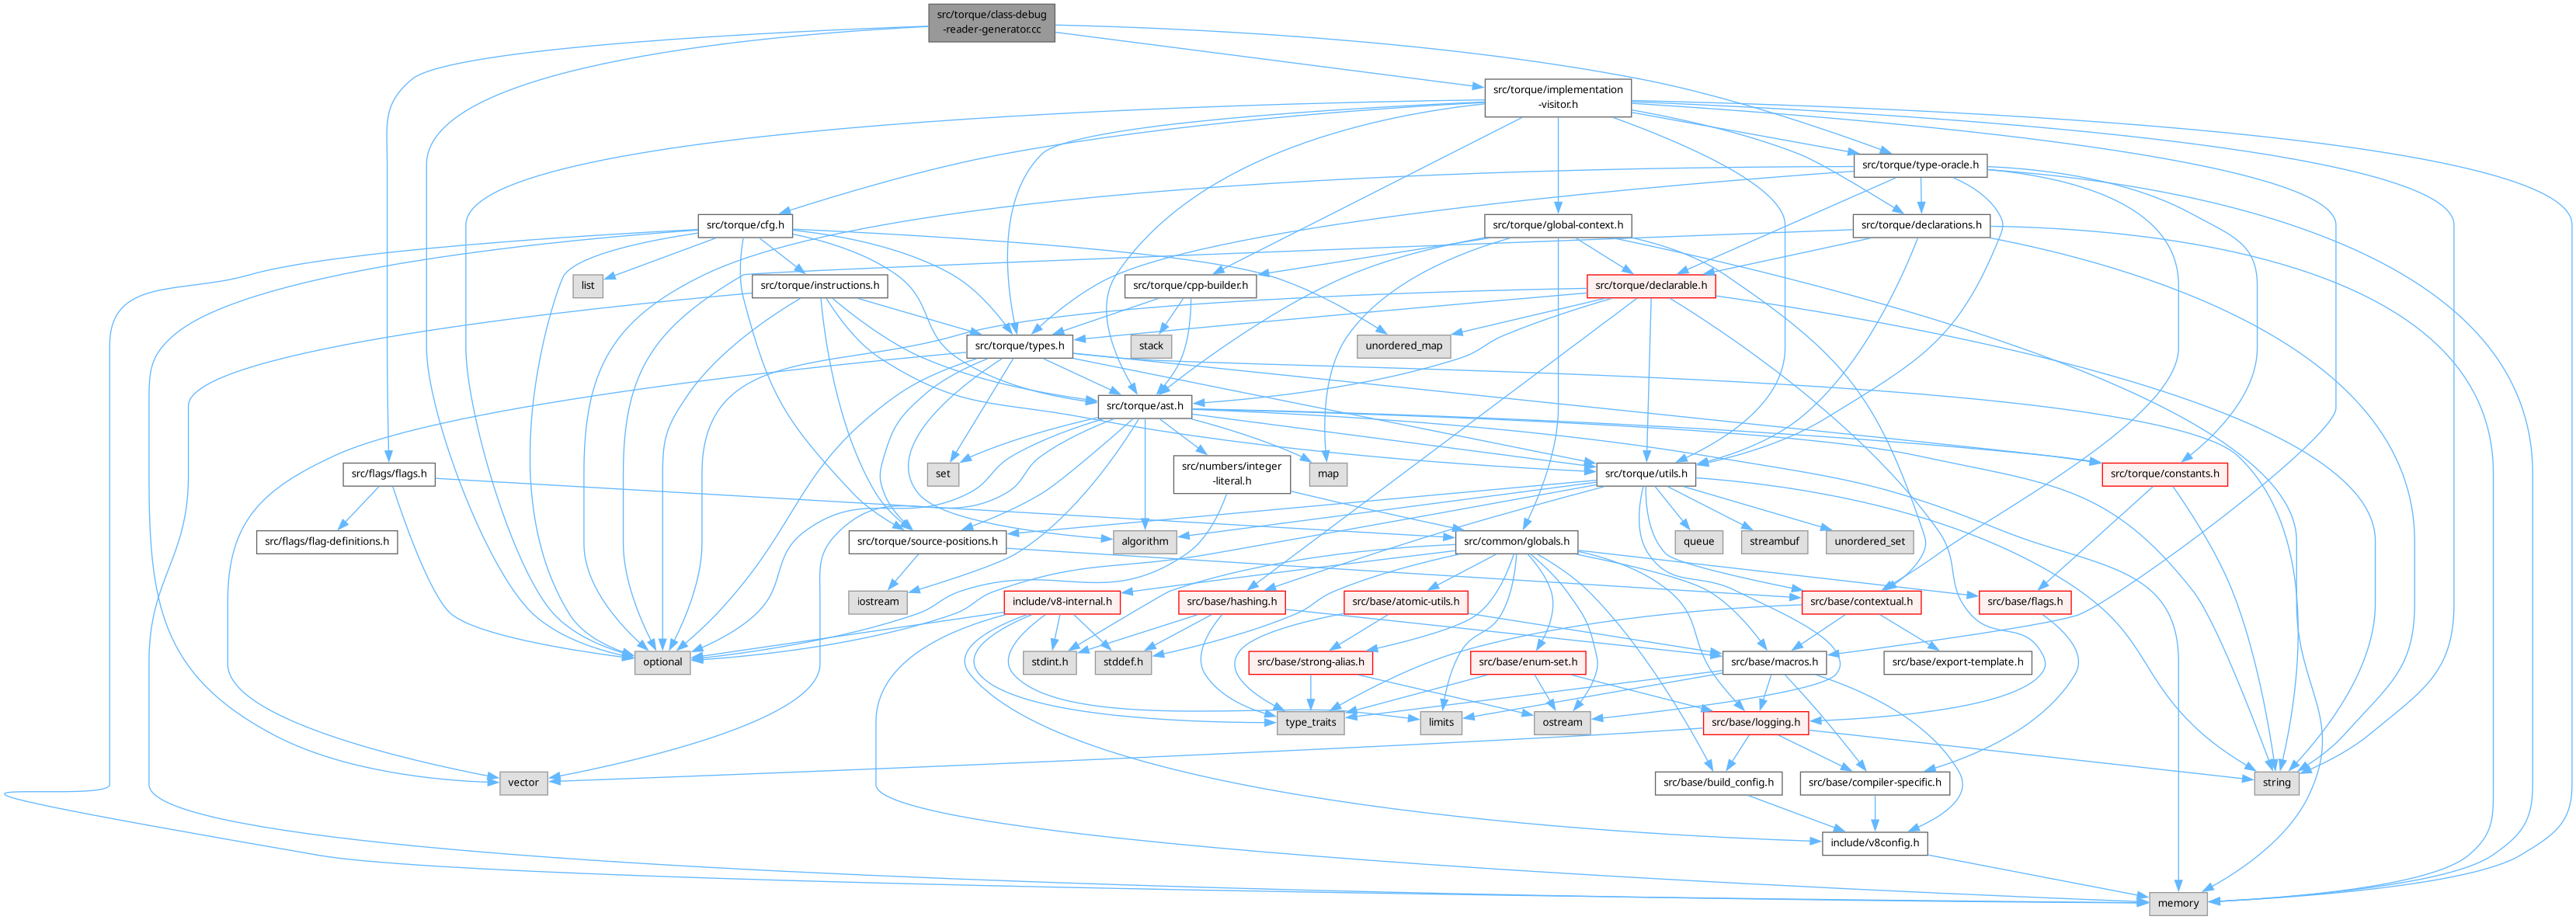 src/torque/class-debug
-reader-generator.cc
src/torque/implementation
-visitor.h
src/torque/type-oracle.h
src/torque/cfg.h
src/torque/global-context.h
src/torque/declarations.h
list
src/torque/instructions.h
src/torque/cpp-builder.h
src/torque/declarable.h
src/torque/types.h
stack
unordered_map
src/torque/ast.h
src/flags/flags.h
set
src/numbers/integer
-literal.h
map
src/torque/utils.h
src/torque/constants.h
src/flags/flag-definitions.h
src/torque/source-positions.h
algorithm
src/common/globals.h
queue
streambuf
unordered_set
iostream
include/v8-internal.h
src/base/hashing.h
src/base/atomic-utils.h
src/base/contextual.h
src/base/flags.h
optional
stdint.h
stddef.h
src/base/strong-alias.h
src/base/enum-set.h
src/base/macros.h
src/base/export-template.h
type_traits
limits
ostream
src/base/logging.h
vector
src/base/build_config.h
src/base/compiler-specific.h
string
include/v8config.h
memory